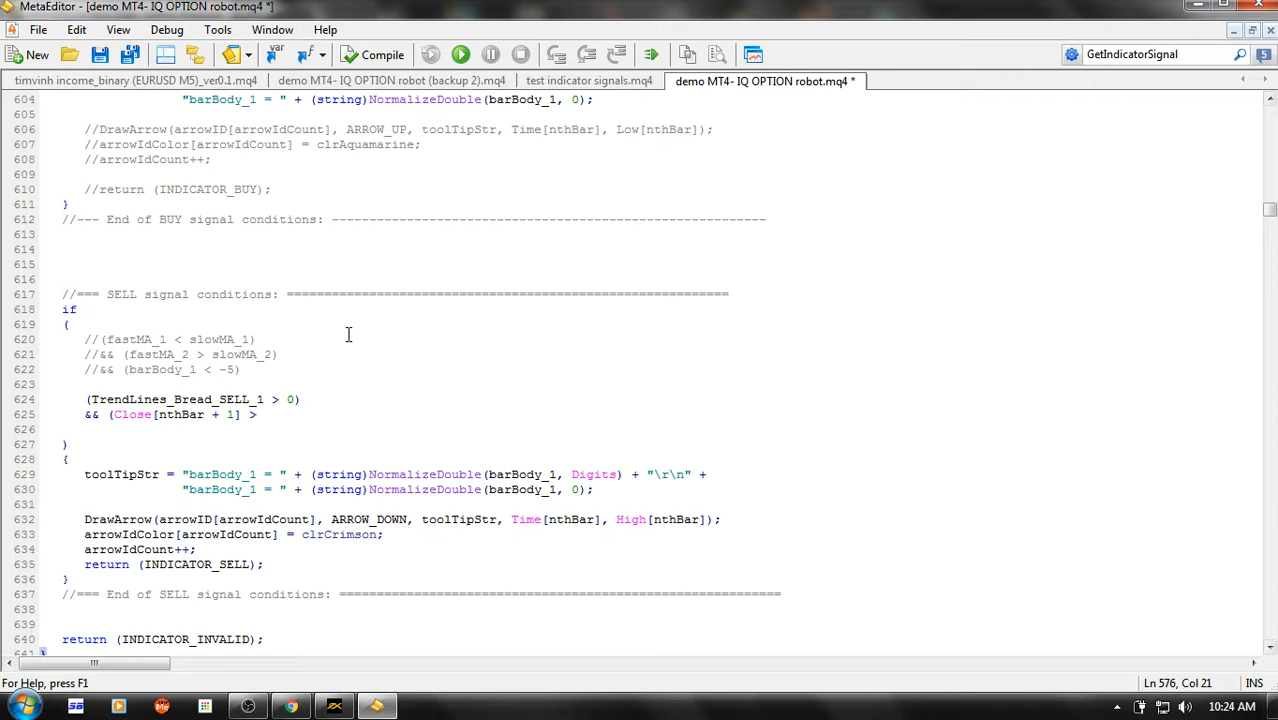 MetaEditor - [demo MT4- IQ OPTION robot.mq4 *]
File Edit View Debug Tools Window Help
New Compile GetIndicatorSignal
timvinh income_binary (EURUSD M5)_ver0.1.mq4 demo MT4- IQ OPTION robot (backup 2).mq4 test indicator signals.mq4 demo MT4- IQ OPTION robot.mq4 *
604 "barBody_1 = " + (string)NormalizeDouble(barBody_1, 0);
605
606 //DrawArrow(arrowID[arrowIdCount], ARROW_UP, toolTipStr, Time[nthBar], Low[nthBar]);
607 //arrowIdColor[arrowIdCount] = clrAquamarine;
608 //arrowIdCount++;
609
610 //return (INDICATOR_BUY);
611 }
612 //--- End of BUY signal conditions: ----------------------------------------------------------
613
614
615
616
617 //=== SELL signal conditions: ===========================================================
618 if
619 (
620 //(fastMA_1 < slowMA_1)
621 //&& (fastMA_2 > slowMA_2)
622 //&& (barBody_1 < -5)
623
624 (TrendLines_Bread_SELL_1 > 0)
625 && (Close[nthBar + 1] >
626
627 )
628 {
629 toolTipStr = "barBody_1 = " + (string)NormalizeDouble(barBody_1, Digits) + "\r\n" +
630 "barBody_1 = " + (string)NormalizeDouble(barBody_1, 0);
631
632 DrawArrow(arrowID[arrowIdCount], ARROW_DOWN, toolTipStr, Time[nthBar], High[nthBar]);
633 arrowIdColor[arrowIdCount] = clrCrimson;
634 arrowIdCount++;
635 return (INDICATOR_SELL);
636 }
637 //=== End of SELL signal conditions: ===========================================================
638
639
640 return (INDICATOR_INVALID);
641 }
For Help, press F1 Ln 576, Col 21 INS
10:24 AM